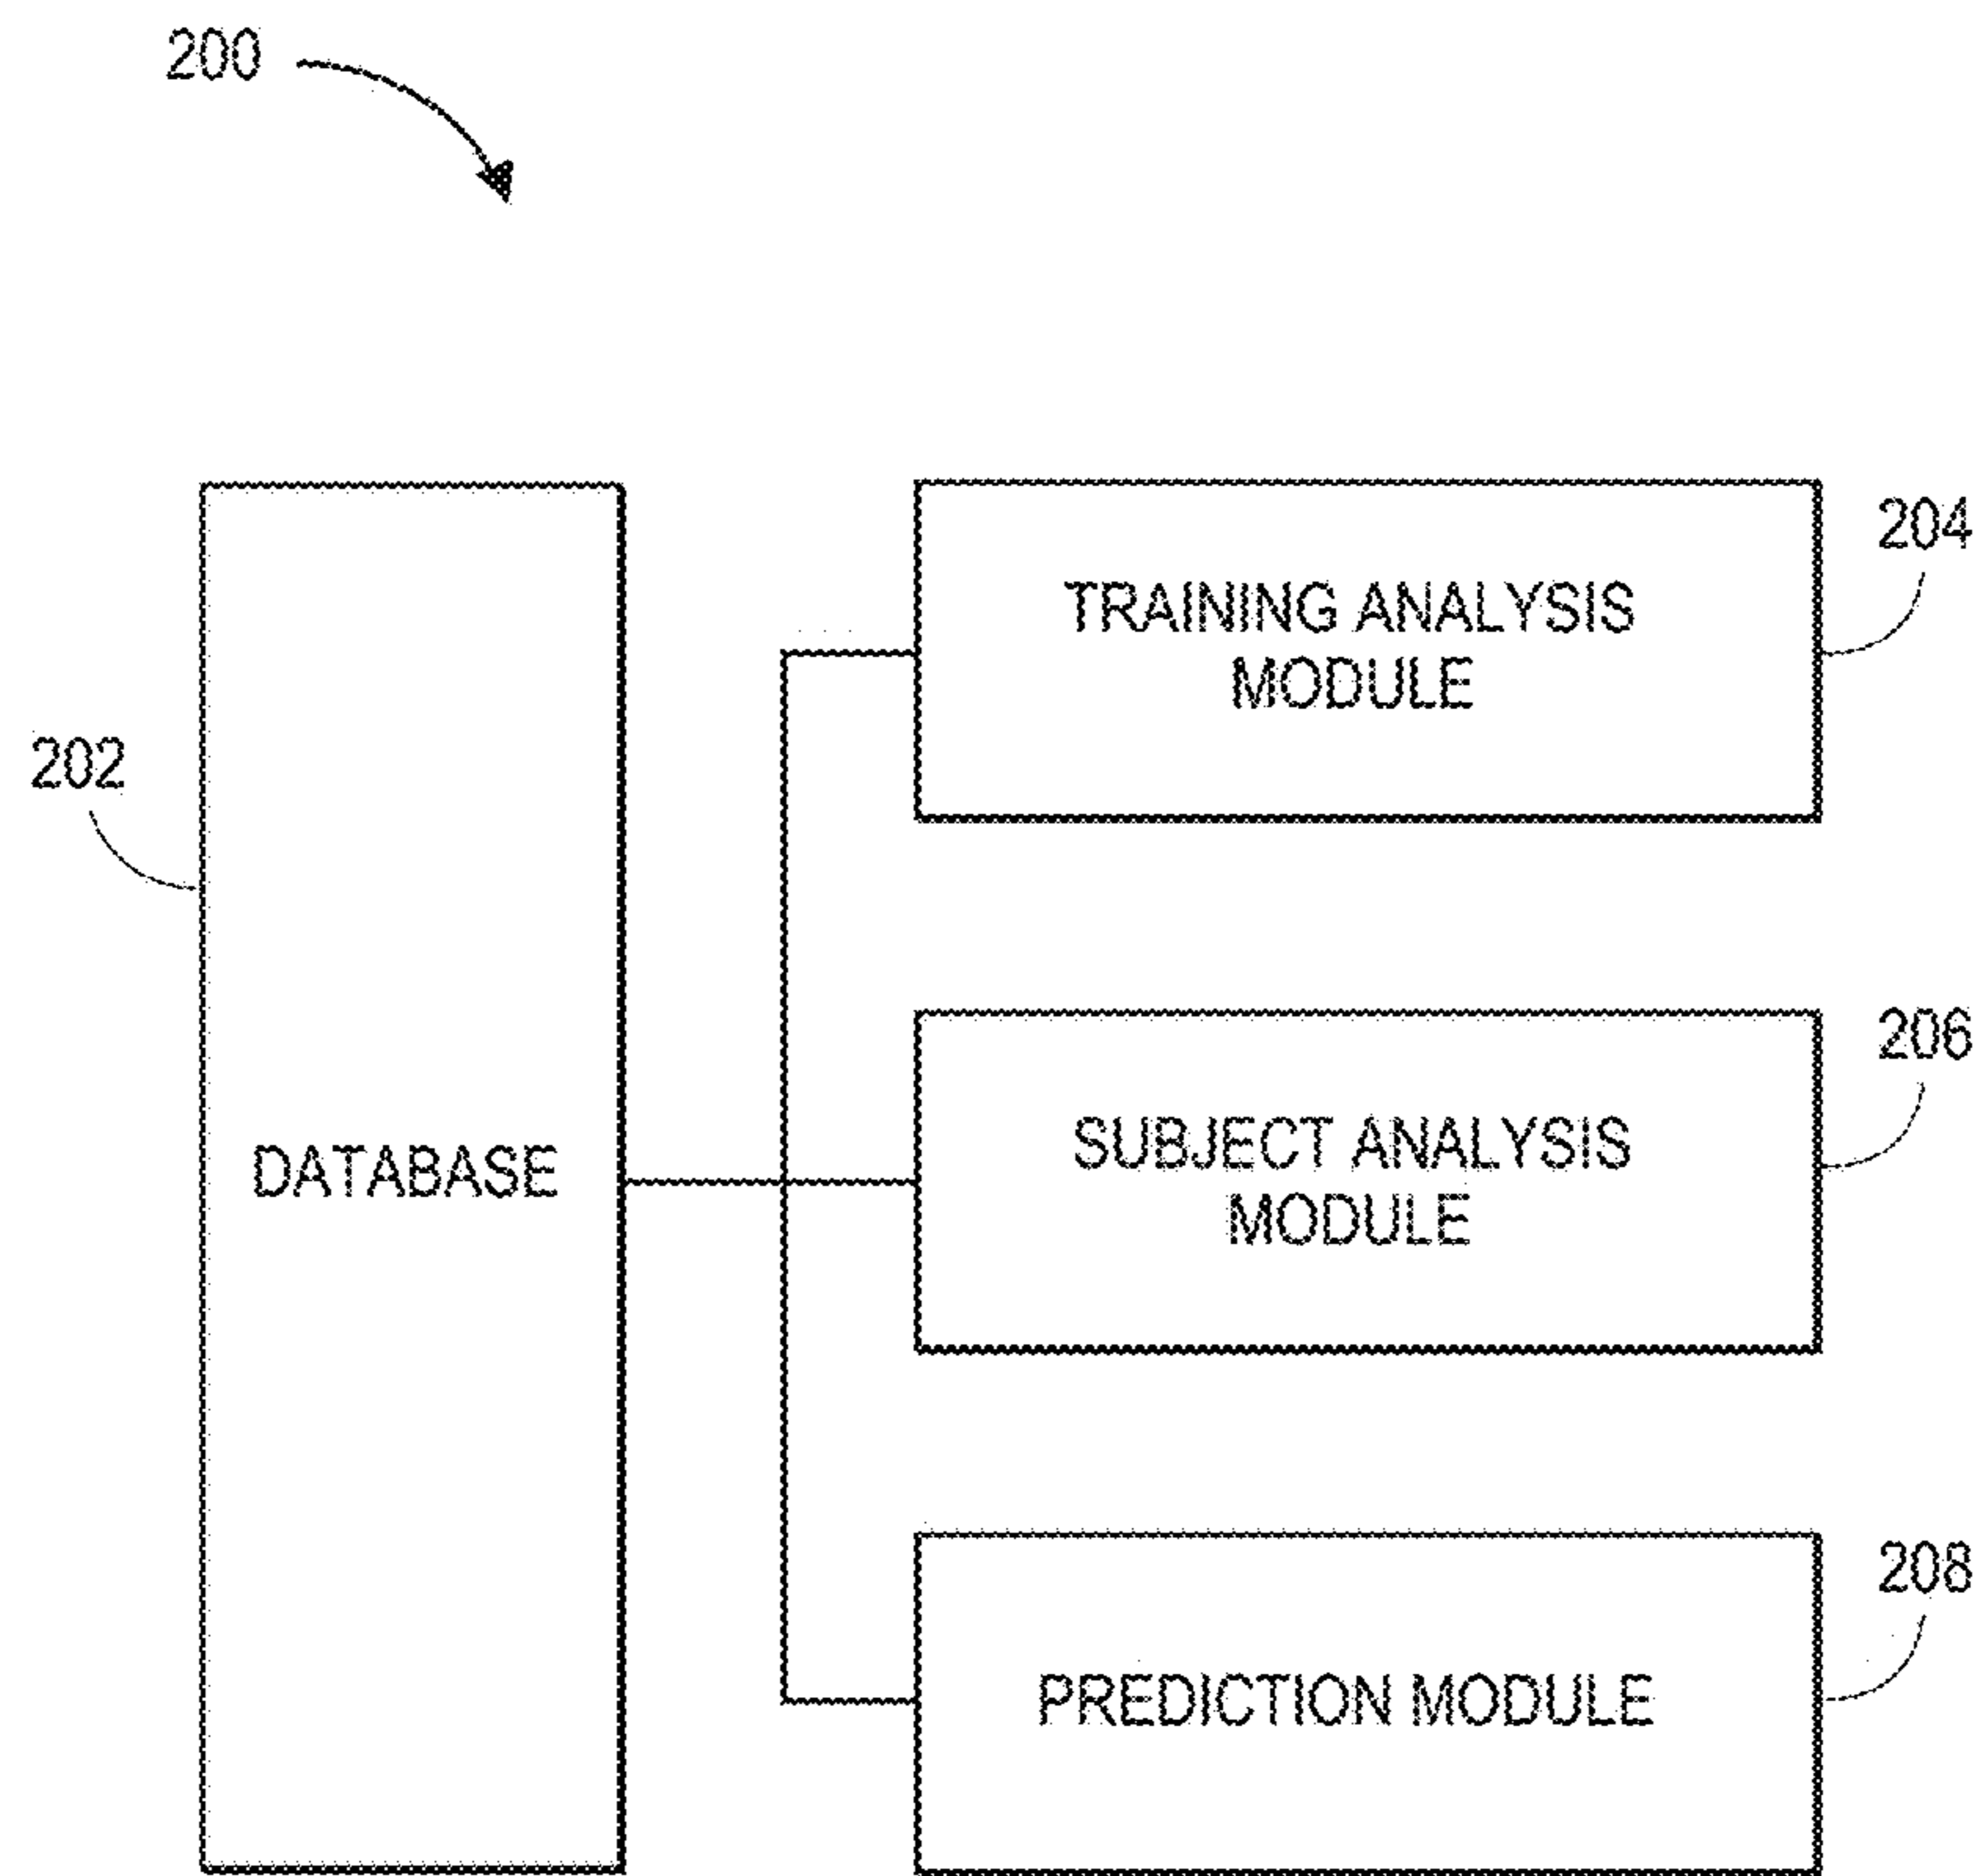 200
204
TRAINING ANALYSIS
MODULE
202
206
DATABASE
SUBJECT ANALYSIS
MODULE
208
PREDICTION MODULE